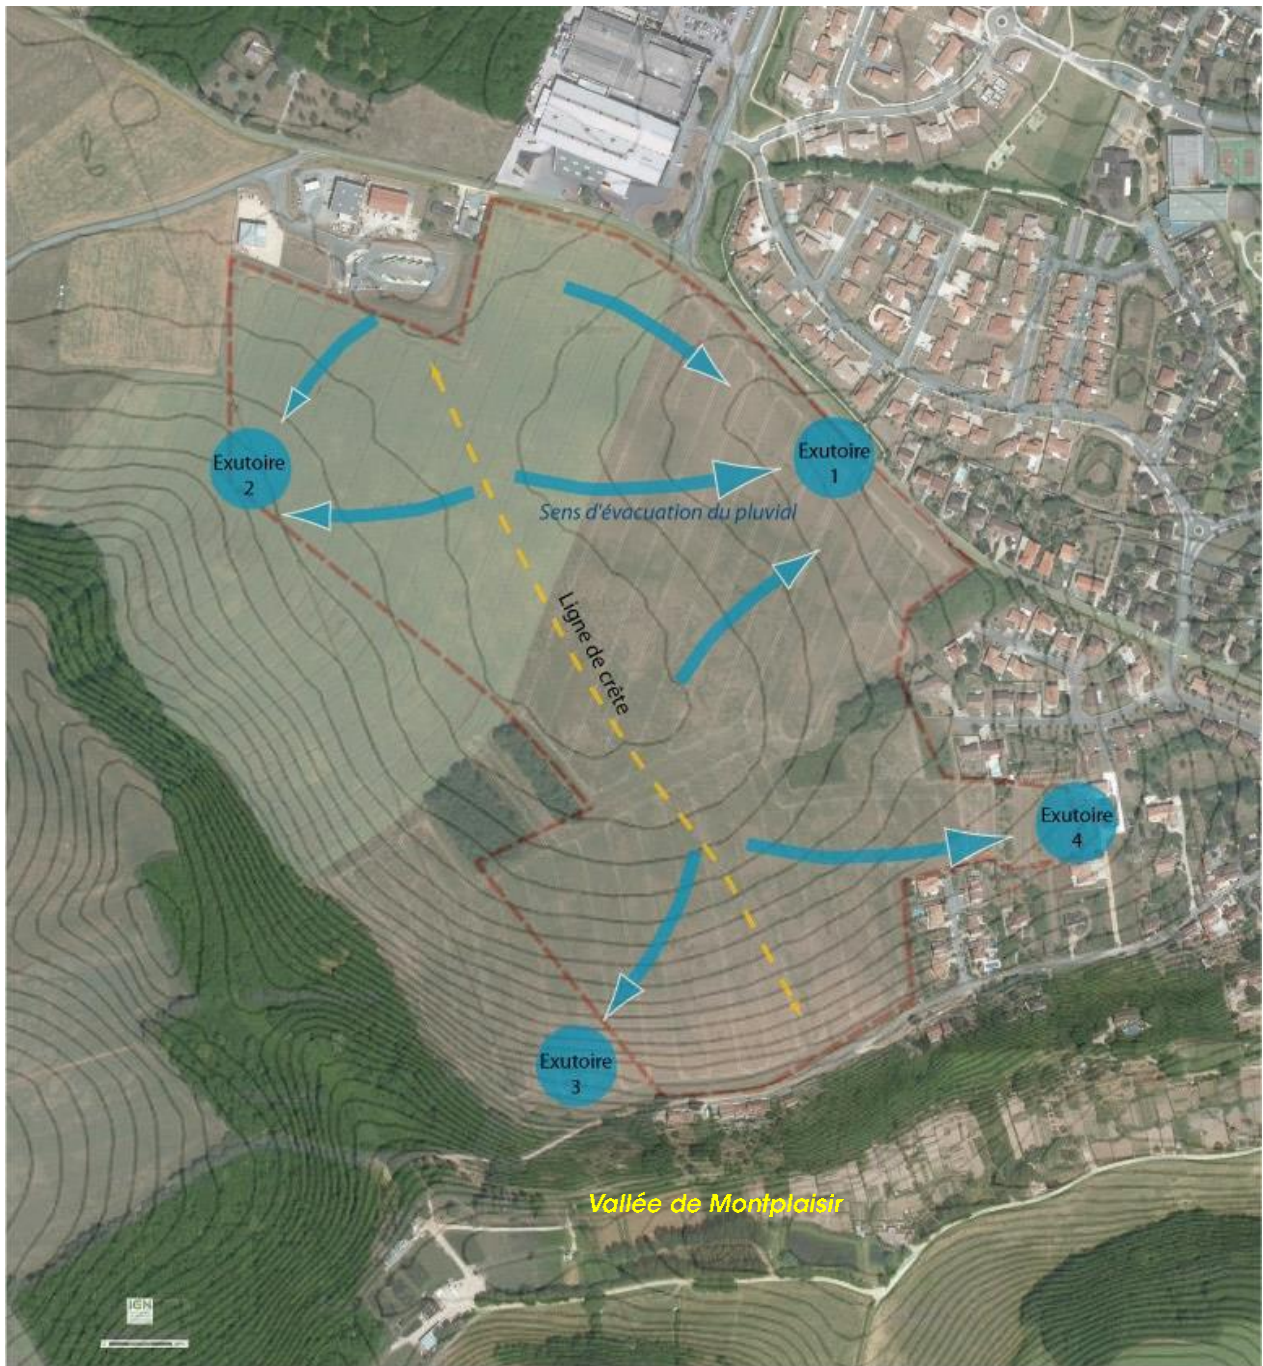 Exutoire
1
Exutoire
2
Sens d'évacuation du pluvial
Ligne de crête
Exutoire
4
Exutoire
3
Vallée de Montplaisir
IGN